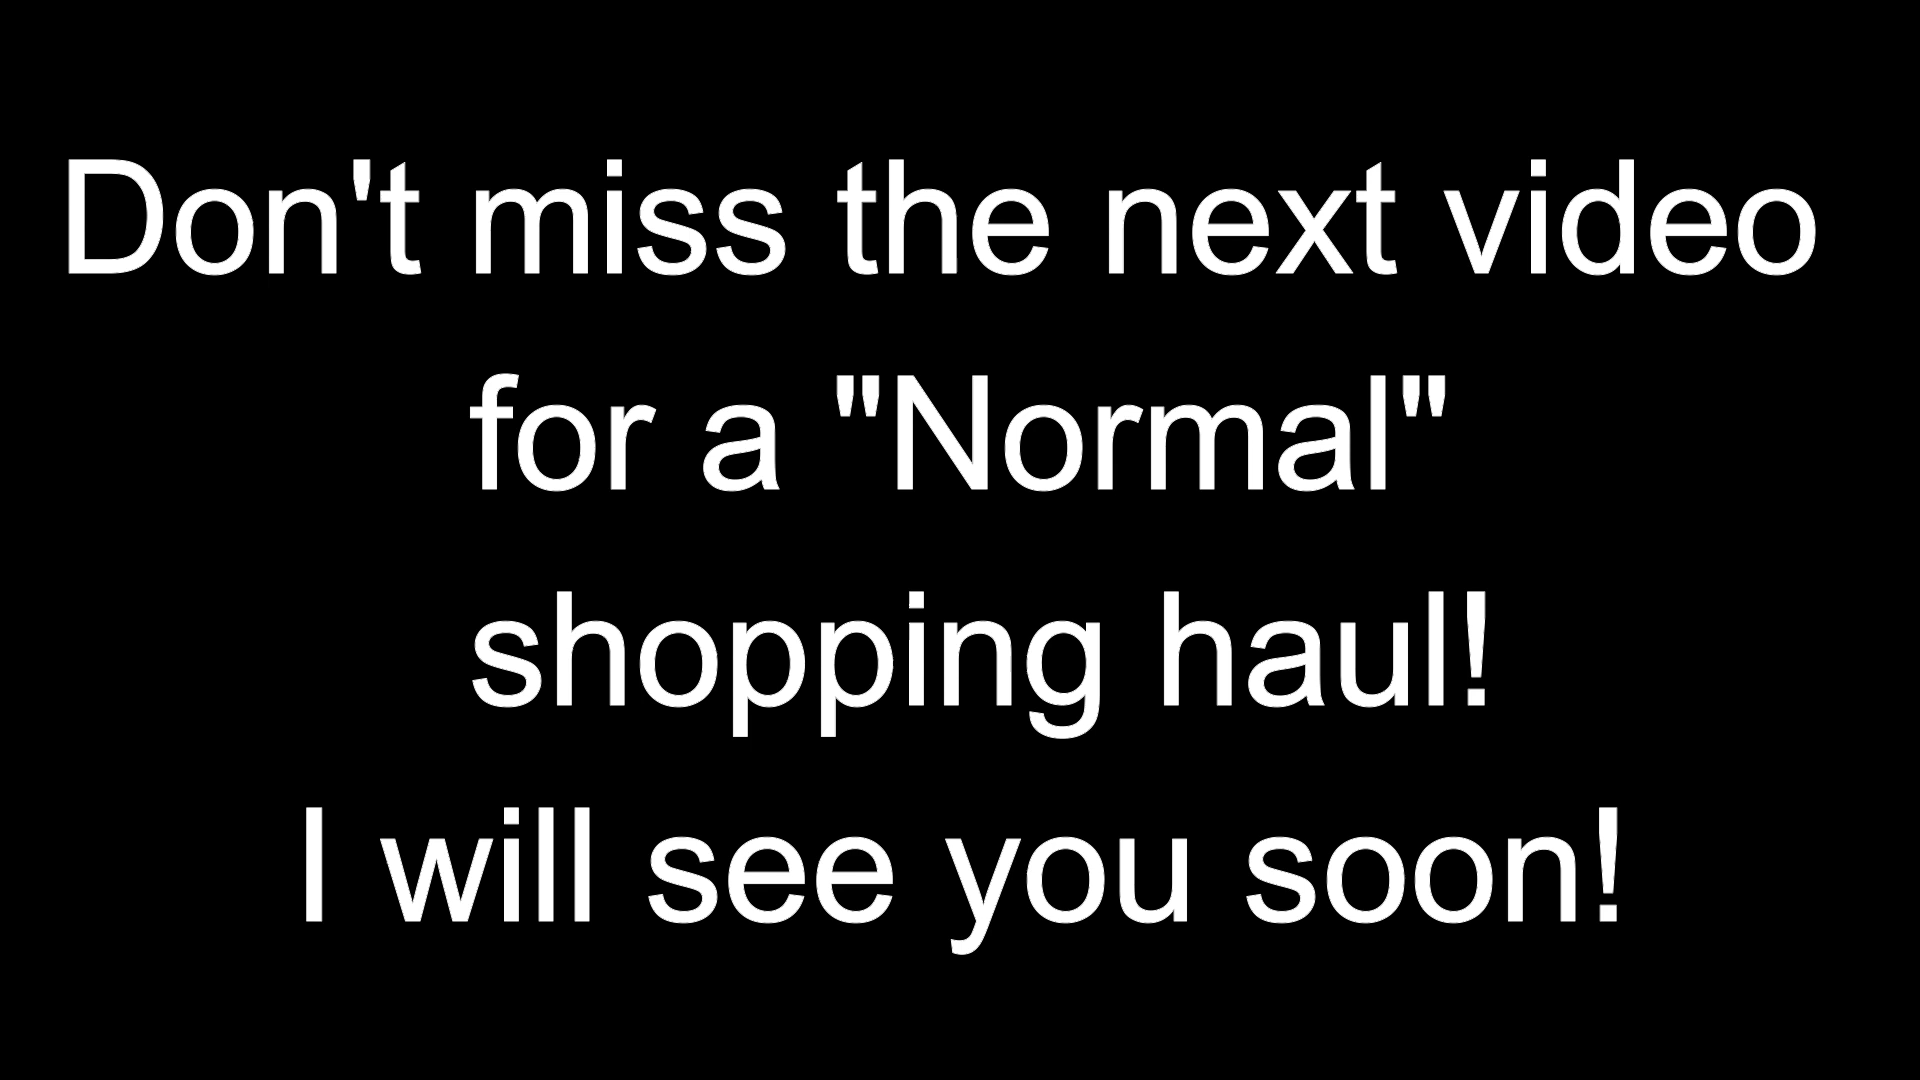 Don't miss the next video
for a "Normal"
shopping haul!
I will see you soon!